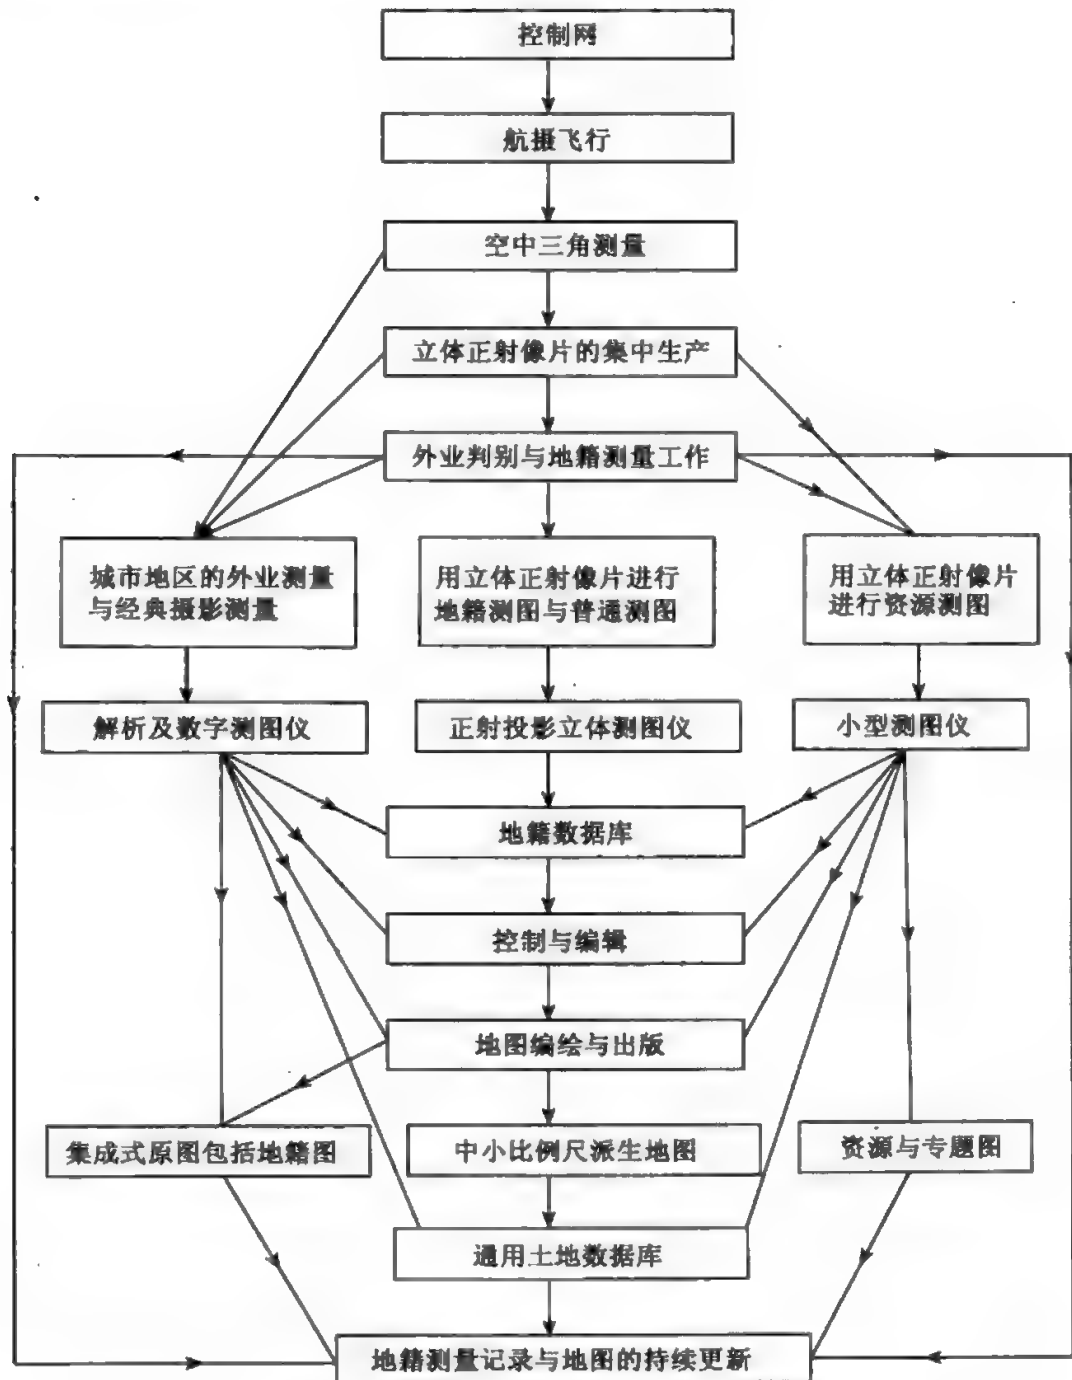 控制网
航摄飞行
空中三角测量
立体正射像片的集中生产
外业判别与地籍测量工作
城市地区的外业测量
与经典摄影测量
用立体正射像片进行
地籍测图与普通测图
用立体正射像片
进行资源测图
解析及数字测图仪
正射投影立体测图仪
小型测图仪
地籍数据库
控制与编辑
地图编绘与出版
集成式原图包括地籍图
中小比例尺派生地图
资源与专题图
通用土地数据库
地籍测量记录与地图的持续更新